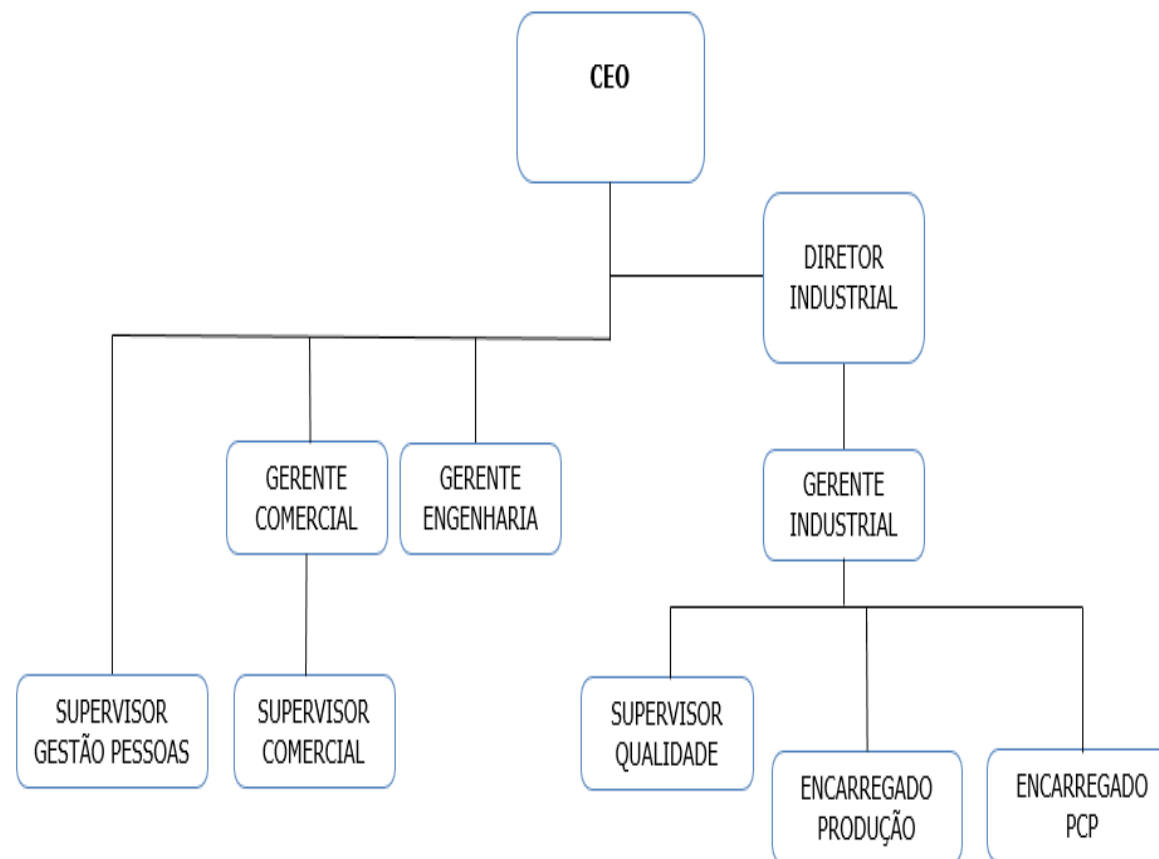 CEO
DIRETOR
INDUSTRIAL
GERENTE
COMERCIAL
GERENTE
ENGENHARIA
GERENTE
INDUSTRIAL
SUPERVISOR
GESTÃO PESSOAS
SUPERVISOR
COMERCIAL
SUPERVISOR
QUALIDADE
ENCARREGADO
PRODUÇÃO
ENCARREGADO
PCP